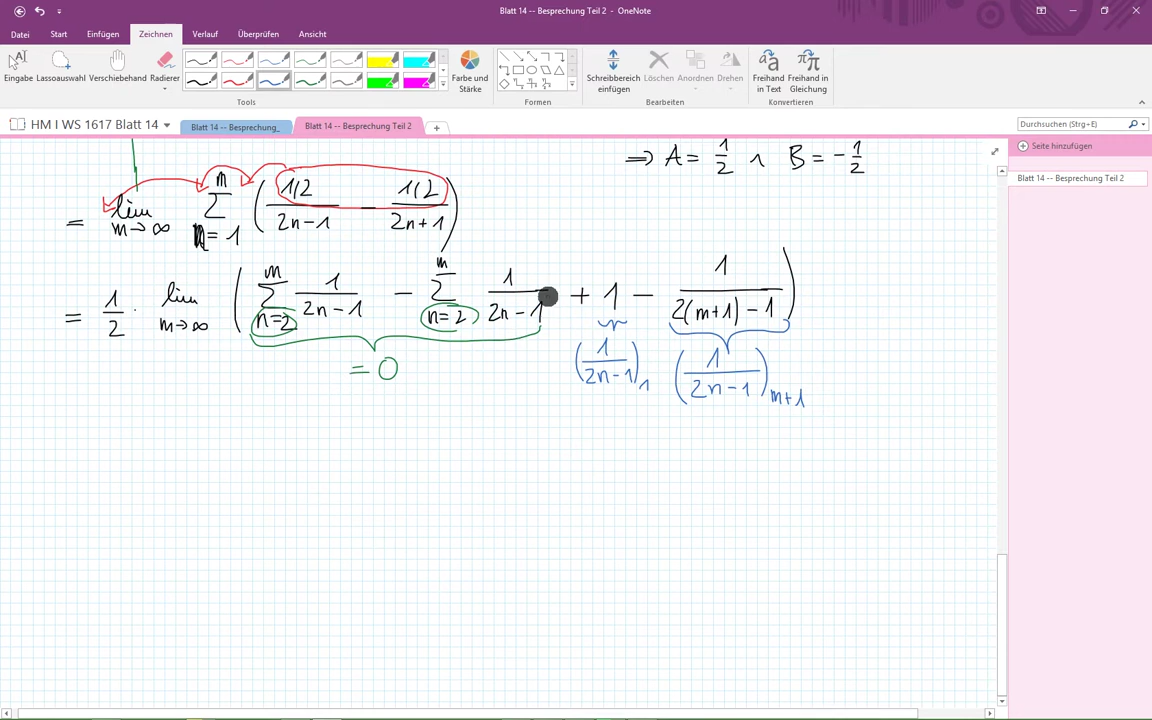 Blatt 14 -- Besprechung Teil 2 - OneNote
Datei Start Einfügen Zeichnen Verlauf Überprüfen Ansicht
Eingabe Lassoauswahl Verschiebehand Radierer Farbe und Stärke Schreibbereich einfügen Löschen Anordnen Drehen Freihand in Text Freihand in Gleichung
Tools Formen Bearbeiten Konvertieren
HM I WS 1617 Blatt 14 Blatt 14 -- Besprechung_ Blatt 14 -- Besprechung Teil 2 Durchsuchen (Strg+E)
Seite hinzufügen
Blatt 14 -- Besprechung Teil 2
⇒ A = 1/2 ∧ B = -1/2
= lim m→∞ ∑ m n=1 ( 1/2 / 2n-1 - 1/2 / 2n+1 )
= 1/2 · lim m→∞ ( ∑ m n=2 1 / 2n-1 - ∑ m n=2 1 / 2n-1 + 1 - 1 / 2(m+1)-1 )
= 0 ( 1 / 2n-1 )1 ( 1 / 2n-1 )m+1